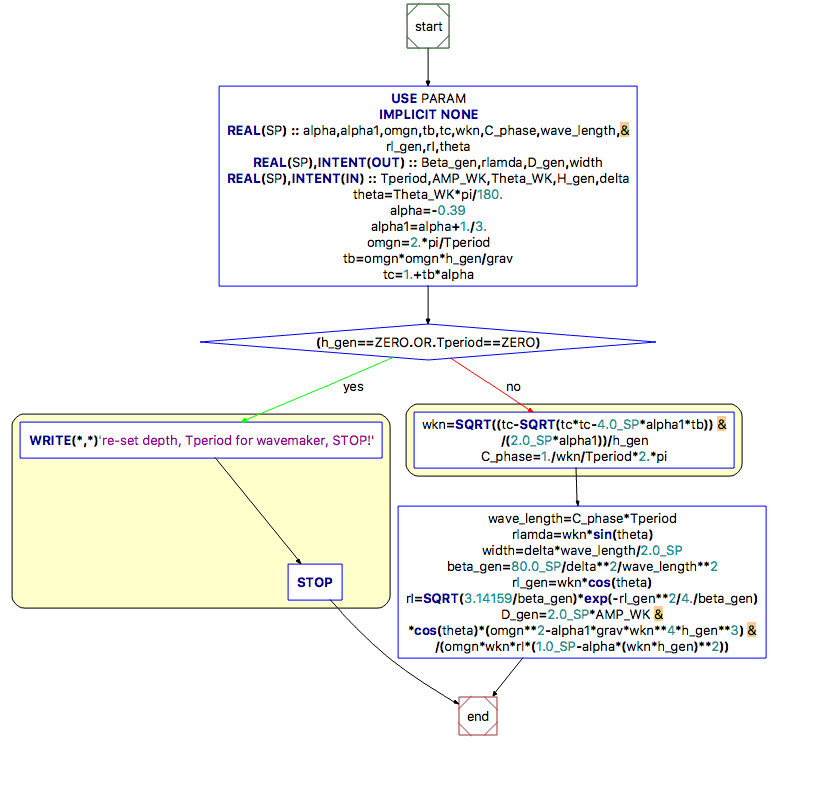 start
USE PARAM
IMPLICIT NONE
REAL(SP) :: alpha,alpha1,omgn,tb,tc,wkn,C_phase,wave_length,&
rl_gen,rl,theta
REAL(SP),INTENT(OUT) :: Beta_gen,rlamda,D_gen,width
REAL(SP),INTENT(IN) :: Tperiod,AMP_WK,Theta_WK,H_gen,delta
theta=Theta_WK*pi/180.
alpha=-0.39
alpha1=alpha+1./3.
omgn=2.*pi/Tperiod
tb=omgn*omgn*h_gen/grav
tc=1.+tb*alpha
(h_gen==ZERO.OR.Tperiod==ZERO)
yes
no
WRITE(*,*)'re-set depth, Tperiod for wavemaker, STOP!'
STOP
wkn=SQRT((tc-SQRT(tc*tc-4.0_SP*alpha1*tb)) &
/(2.0_SP*alpha1))/h_gen
C_phase=1./wkn/Tperiod*2.*pi
wave_length=C_phase*Tperiod
rlamda=wkn*sin(theta)
width=delta*wave_length/2.0_SP
beta_gen=80.0_SP/delta**2/wave_length**2
rl_gen=wkn*cos(theta)
rl=SQRT(3.14159/beta_gen)*exp(-rl_gen**2/4./beta_gen)
D_gen=2.0_SP*AMP_WK &
*cos(theta)*(omgn**2-alpha1*grav*wkn**4*h_gen**3) &
/(omgn*wkn*rl*(1.0_SP-alpha*(wkn*h_gen)**2))
end